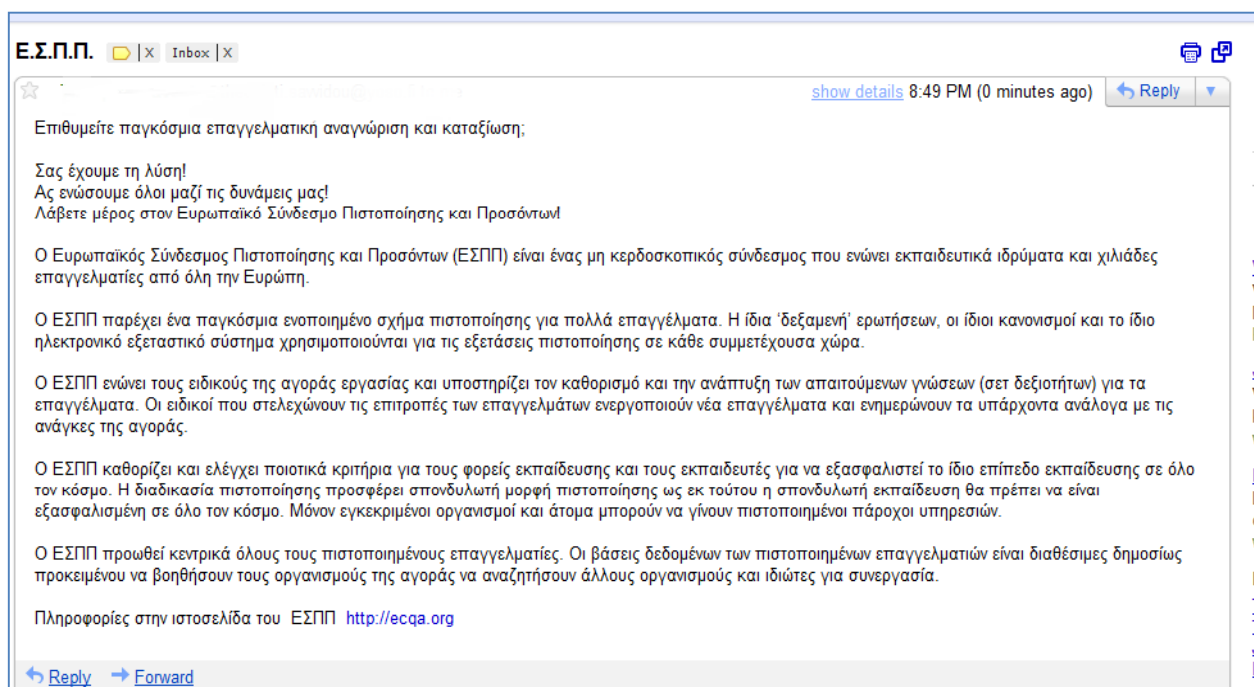 Ε.Σ.Π.Π. | X Inbox | X
show details 8:49 PM (0 minutes ago) Reply
Επιθυμείτε παγκόσμια επαγγελματική αναγνώριση και καταξίωση;
Σας έχουμε τη λύση!
Ας ενώσουμε όλοι μαζί τις δυνάμεις μας!
Λάβετε μέρος στον Ευρωπαϊκό Σύνδεσμο Πιστοποίησης και Προσόντων!
Ο Ευρωπαϊκός Σύνδεσμος Πιστοποίησης και Προσόντων (ΕΣΠΠ) είναι ένας μη κερδοσκοπικός σύνδεσμος που ενώνει εκπαιδευτικά ιδρύματα και χιλιάδες
επαγγελματίες από όλη την Ευρώπη.
Ο ΕΣΠΠ παρέχει ένα παγκόσμια ενοποιημένο σχήμα πιστοποίησης για πολλά επαγγέλματα. Η ίδια ‘δεξαμενή’ ερωτήσεων, οι ίδιοι κανονισμοί και το ίδιο
ηλεκτρονικό εξεταστικό σύστημα χρησιμοποιούνται για τις εξετάσεις πιστοποίησης σε κάθε συμμετέχουσα χώρα.
Ο ΕΣΠΠ ενώνει τους ειδικούς της αγοράς εργασίας και υποστηρίζει τον καθορισμό και την ανάπτυξη των απαιτούμενων γνώσεων (σετ δεξιοτήτων) για τα
επαγγέλματα. Οι ειδικοί που στελεχώνουν τις επιτροπές των επαγγελμάτων ενεργοποιούν νέα επαγγέλματα και ενημερώνουν τα υπάρχοντα ανάλογα με τις
ανάγκες της αγοράς.
Ο ΕΣΠΠ καθορίζει και ελέγχει ποιοτικά κριτήρια για τους φορείς εκπαίδευσης και τους εκπαιδευτές για να εξασφαλιστεί το ίδιο επίπεδο εκπαίδευσης σε όλο
τον κόσμο. Η διαδικασία πιστοποίησης προσφέρει σπονδυλωτή μορφή πιστοποίησης ως εκ τούτου η σπονδυλωτή εκπαίδευση θα πρέπει να είναι
εξασφαλισμένη σε όλο τον κόσμο. Μόνον εγκεκριμένοι οργανισμοί και άτομα μπορούν να γίνουν πιστοποιημένοι πάροχοι υπηρεσιών.
Ο ΕΣΠΠ προωθεί κεντρικά όλους τους πιστοποιημένους επαγγελματίες. Οι βάσεις δεδομένων των πιστοποιημένων επαγγελματιών είναι διαθέσιμες δημοσίως
προκειμένου να βοηθήσουν τους οργανισμούς της αγοράς να αναζητήσουν άλλους οργανισμούς και ιδιώτες για συνεργασία.
Πληροφορίες στην ιστοσελίδα του ΕΣΠΠ http://ecqa.org
Reply Forward